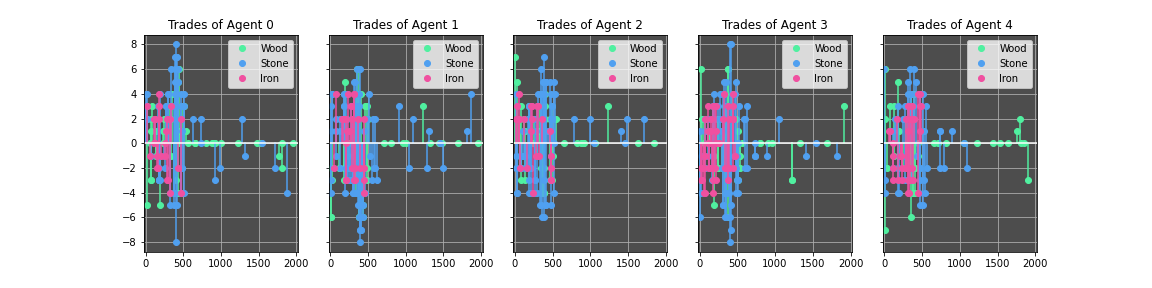 Trades of Agent 0
Trades of Agent 1
Trades of Agent 2
Trades of Agent 3
Trades of Agent 4
8
6
4
2
0
−2
−4
−6
−8
Wood
Stone
Iron
Wood
Stone
Iron
Wood
Stone
Iron
Wood
Stone
Iron
Wood
Stone
Iron
0 500 1000 1500 2000
0 500 1000 1500 2000
0 500 1000 1500 2000
0 500 1000 1500 2000
0 500 1000 1500 2000